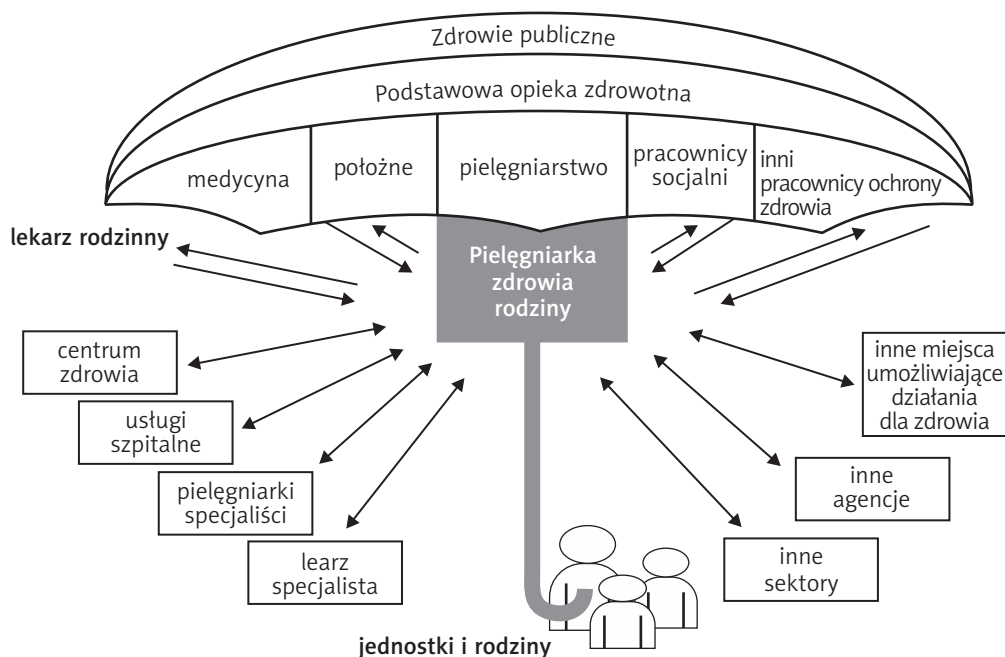 Zdrowie publiczne
Podstawowa opieka zdrowotna
medycyna
położne
pielęgniarstwo
pracownicy
socjalni
inni
pracownicy ochrony
zdrowia
lekarz rodzinny
Pielęgniarka
zdrowia
rodziny
centrum
zdrowia
usługi
szpitalne
pielęgniarki
specjaliści
learz
specjalista
inne miejsca
umożliwiające
działania
dla zdrowia
inne
agencje
inne
sektory
jednostki i rodziny